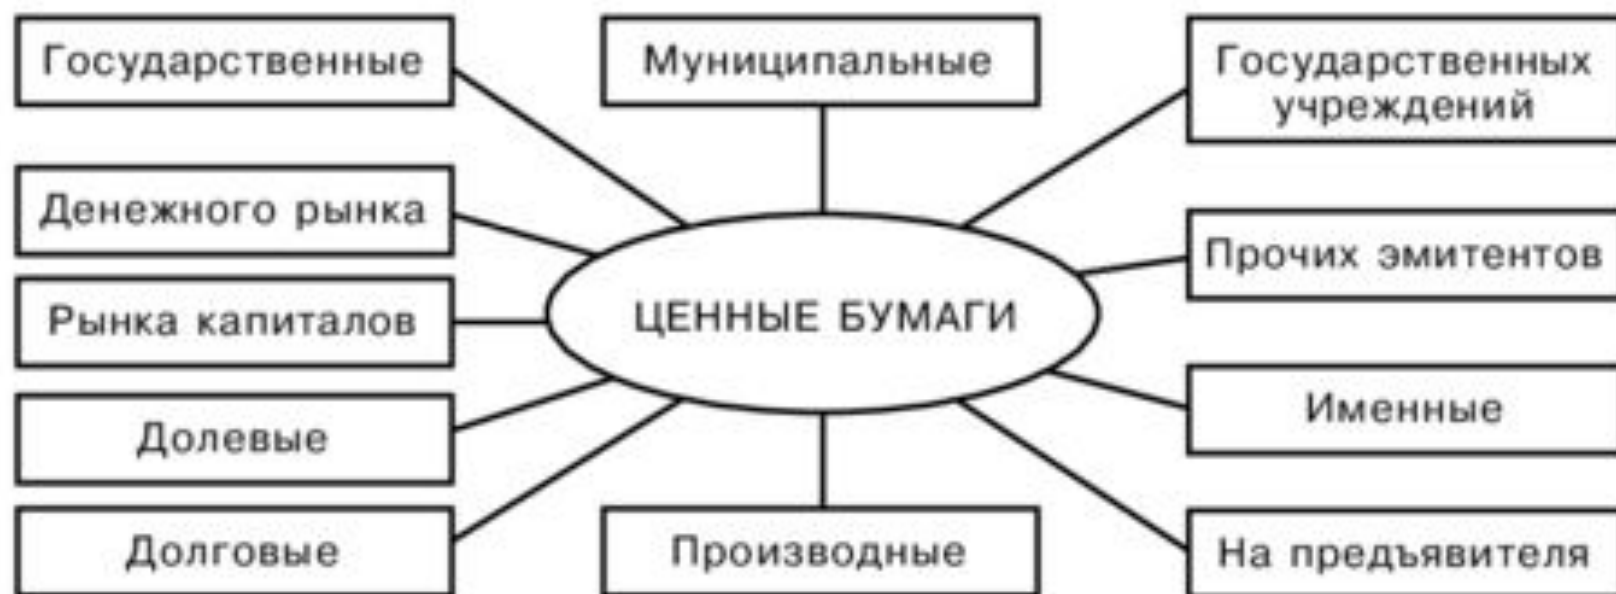 Государственные
Муниципальные
Государственных
учреждений
Денежного рынка
Прочих эмитентов
Рынка капиталов
ЦЕННЫЕ БУМАГИ
Именные
Долевые
Долговые
Производные
На предъявителя